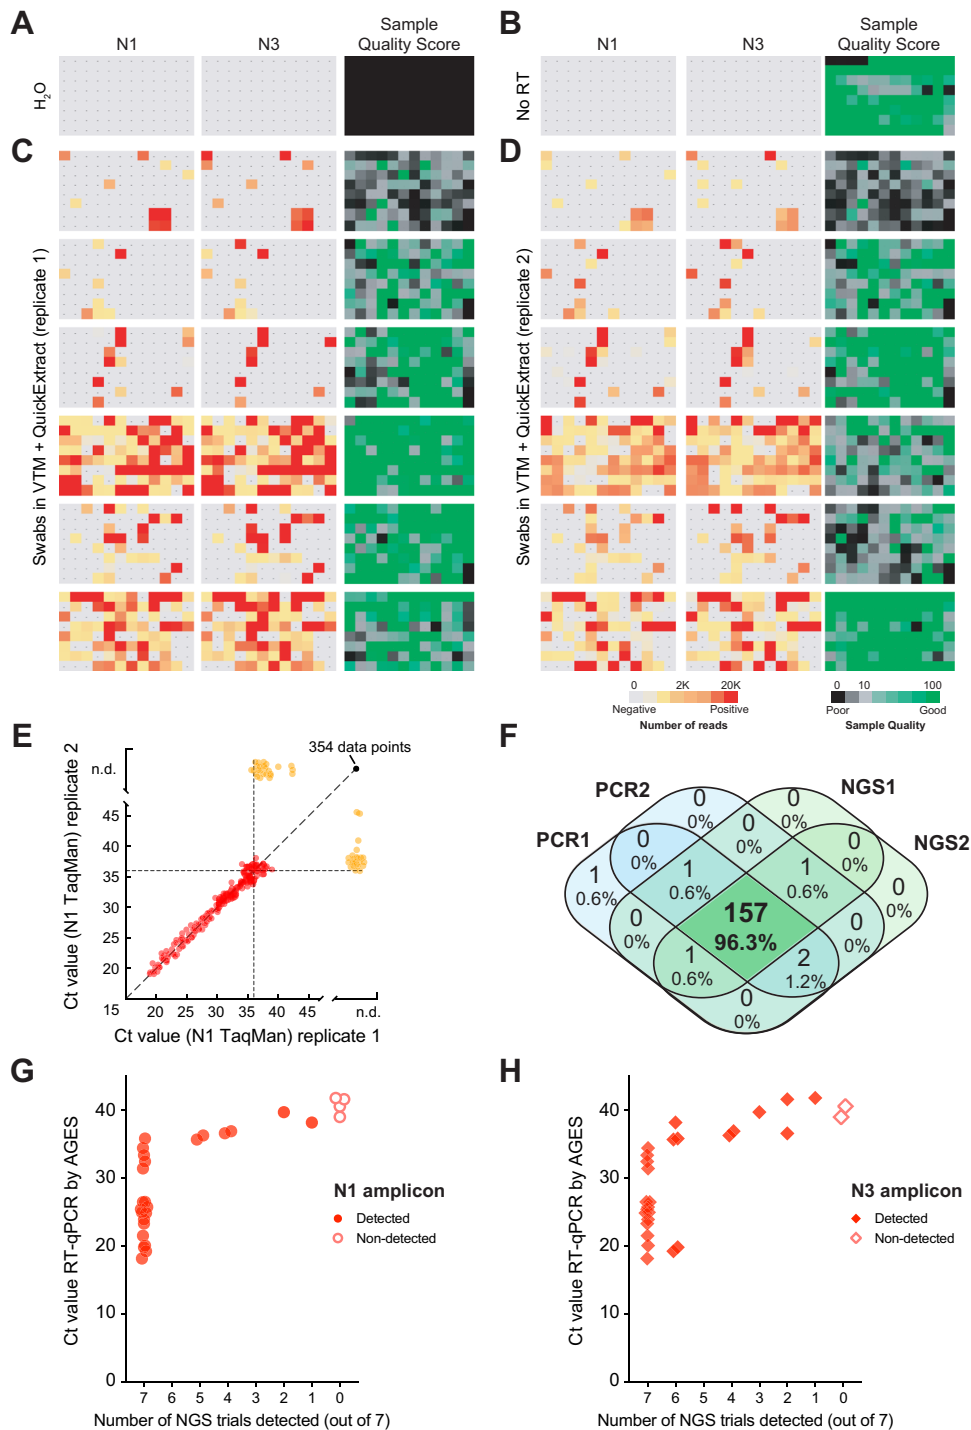 A
N1
N3
Sample
Quality Score
H₂O
B
N1
N3
Sample
Quality Score
No RT
C
Swabs in VTM + QuickExtract (replicate 1)
D
Swabs in VTM + QuickExtract (replicate 2)
0 2K 20K
Negative Positive
Number of reads
0 10 100
Poor Good
Sample Quality
E
354 data points
Ct value (N1 TaqMan) replicate 2
n.d.
45
40
35
30
25
20
15
20 25 30 35 40 45 n.d.
Ct value (N1 TaqMan) replicate 1
F
PCR2
NGS1
PCR1
NGS2
0
0%
0
0%
0
0%
0
0%
0
0%
1
0.6%
1
0.6%
1
0.6%
0
0%
157
96.3%
0
0%
0
0%
1
0.6%
2
1.2%
0
0%
G
Ct value RT-qPCR by AGES
40
30
20
10
0
7 6 5 4 3 2 1 0
Number of NGS trials detected (out of 7)
N1 amplicon
Detected
Non-detected
H
Ct value RT-qPCR by AGES
40
30
20
10
0
7 6 5 4 3 2 1 0
Number of NGS trials detected (out of 7)
N3 amplicon
Detected
Non-detected